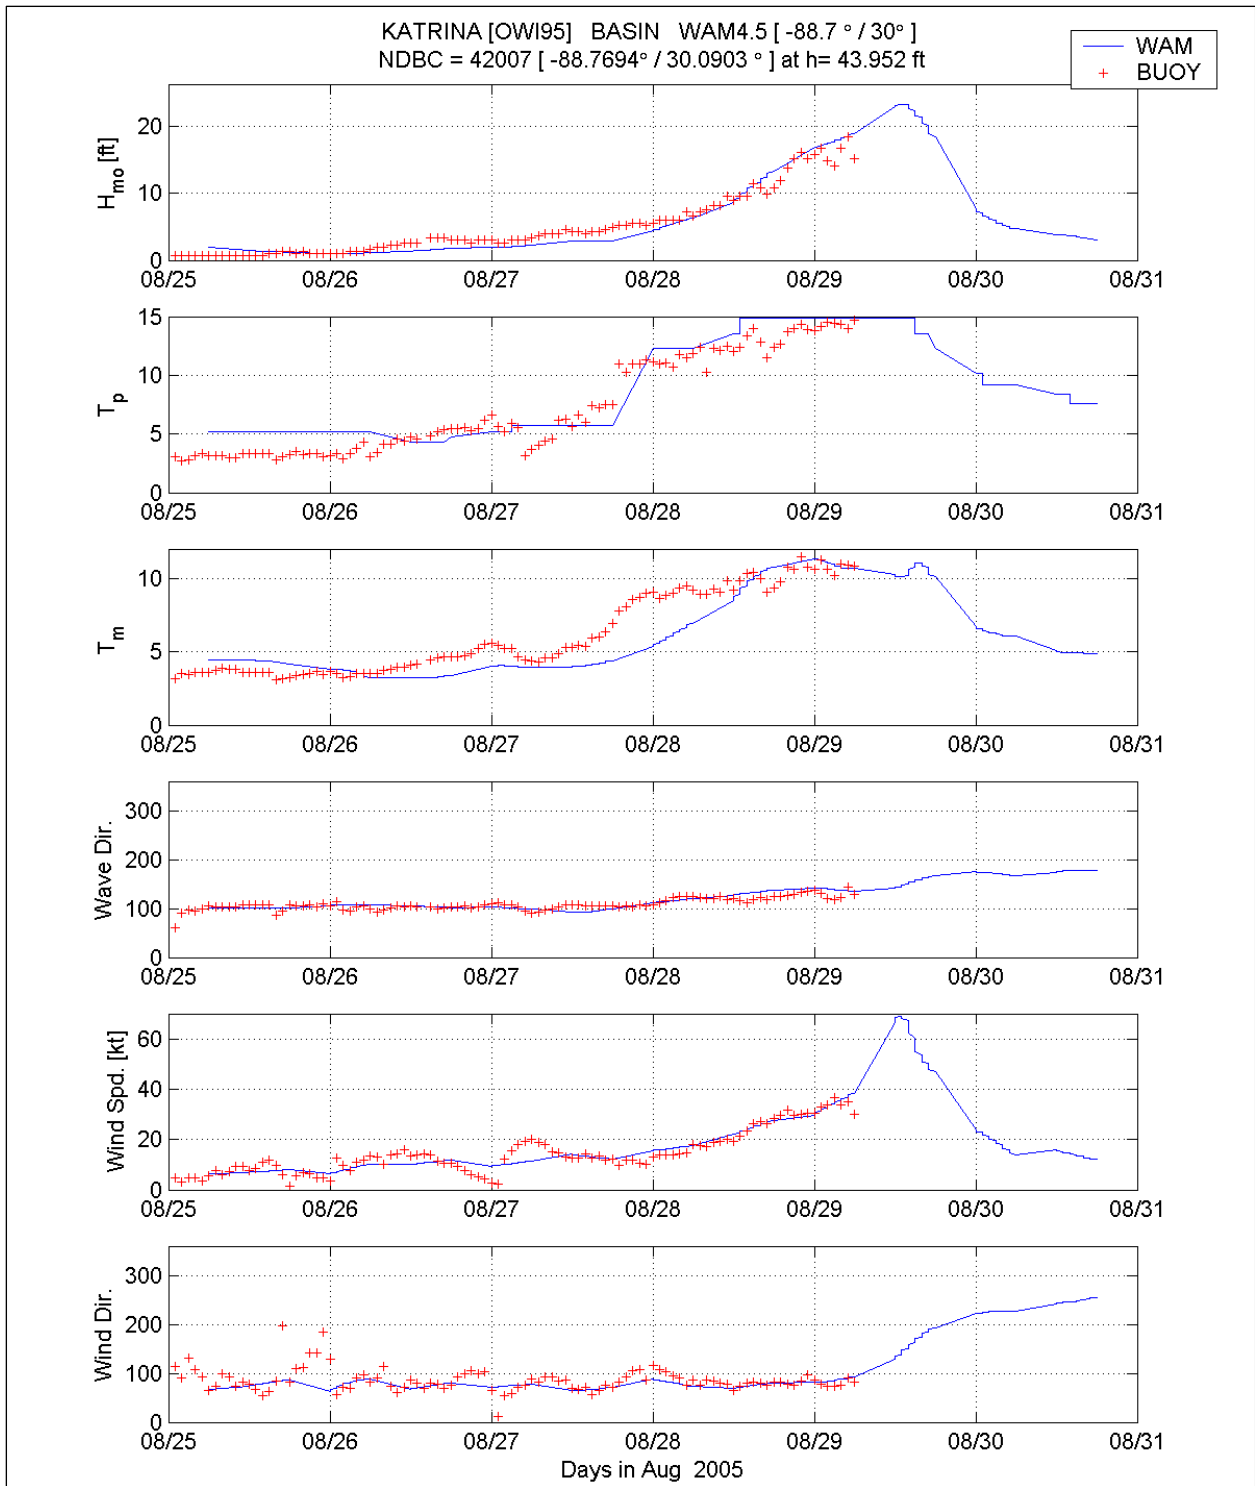 KATRINA [OWI95] BASIN WAM4.5 [ -88.7 ° / 30° ]
NDBC = 42007 [ -88.7694° / 30.0903 ° ] at h= 43.952 ft
WAM
BUOY
Hmo [ft]
20
10
0
08/25 08/26 08/27 08/28 08/29 08/30 08/31
Tp
15
10
5
0
08/25 08/26 08/27 08/28 08/29 08/30 08/31
Tm
10
5
0
08/25 08/26 08/27 08/28 08/29 08/30 08/31
Wave Dir.
300
200
100
0
08/25 08/26 08/27 08/28 08/29 08/30 08/31
Wind Spd. [kt]
60
40
20
0
08/25 08/26 08/27 08/28 08/29 08/30 08/31
Wind Dir.
300
200
100
0
08/25 08/26 08/27 08/28 08/29 08/30 08/31
Days in Aug 2005